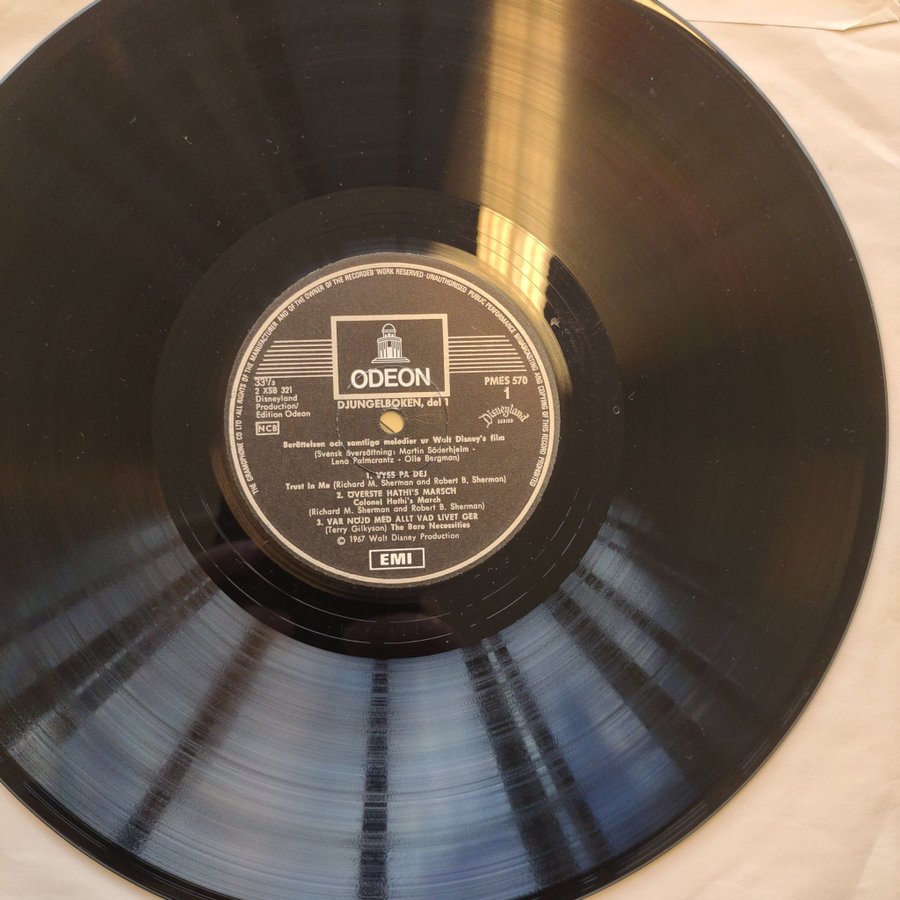 THE GRAMOPHONE CO LTD · ALL RIGHTS OF THE MANUFACTURER AND OF THE OWNER OF THE RECORDED WORK RESERVED · UNAUTHORISED PUBLIC PERFORMANCE BROADCASTING AND COPYING OF THIS RECORD PROHIBITED
ODEON
33⅓
2 XSB 321
Disneyland
Production/
Edition Odeon
NCB
PMES 570
1
Disneyland
SERIES
DJUNGELBOKEN, del 1
Berättelsen och samtliga melodier ur Walt Disney's film
(Svensk översättning: Martin Söderhjelm -
Lena Palmcrantz - Olle Bergman)
1. VYSS PÅ DEJ
Trust in Me (Richard M. Sherman and Robert B. Sherman)
2. ÖVERSTE HATHI'S MARSCH
Colonel Hathi's March
(Richard M. Sherman and Robert B. Sherman)
3. VAR NÖJD MED ALLT VAD LIVET GER
(Terry Gilkyson) The Bare Necessities
© 1967 Walt Disney Production
EMI